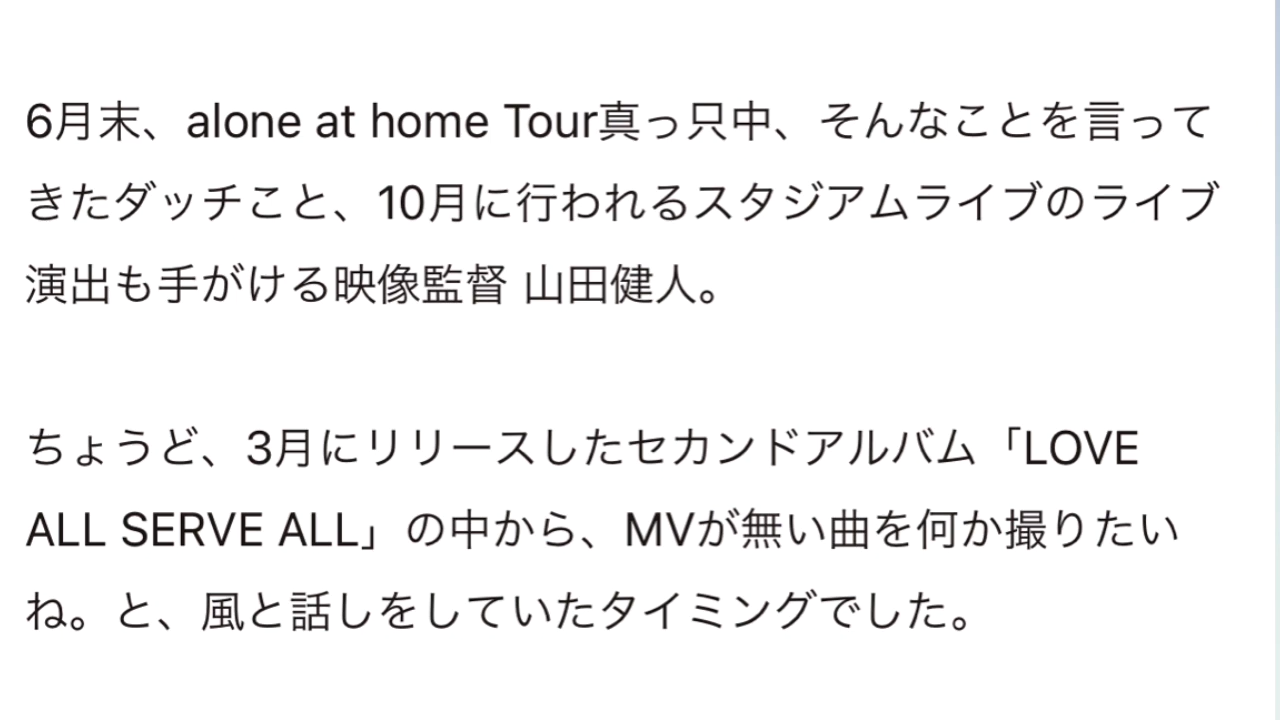 6月末、alone at home Tour真っ只中、そんなことを言って
きたダッチこと、10月に行われるスタジアムライブのライブ
演出も手がける映像監督 山田健人。
ちょうど、3月にリリースしたセカンドアルバム「LOVE
ALL SERVE ALL」の中から、MVが無い曲を何か撮りたい
ね。と、風と話しをしていたタイミングでした。